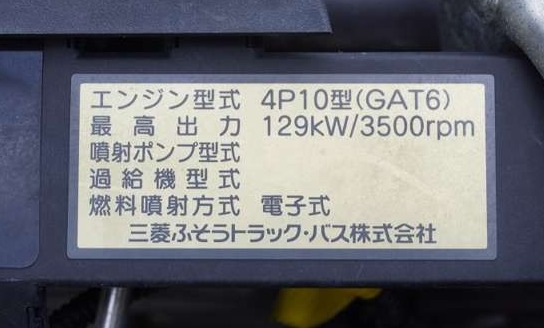 エンジン型式 4P10型(GAT6)
最高出力 129kW/3500rpm
噴射ポンプ型式
過給機型式
燃料噴射方式 電子式
三菱ふそうトラック・バス株式会社